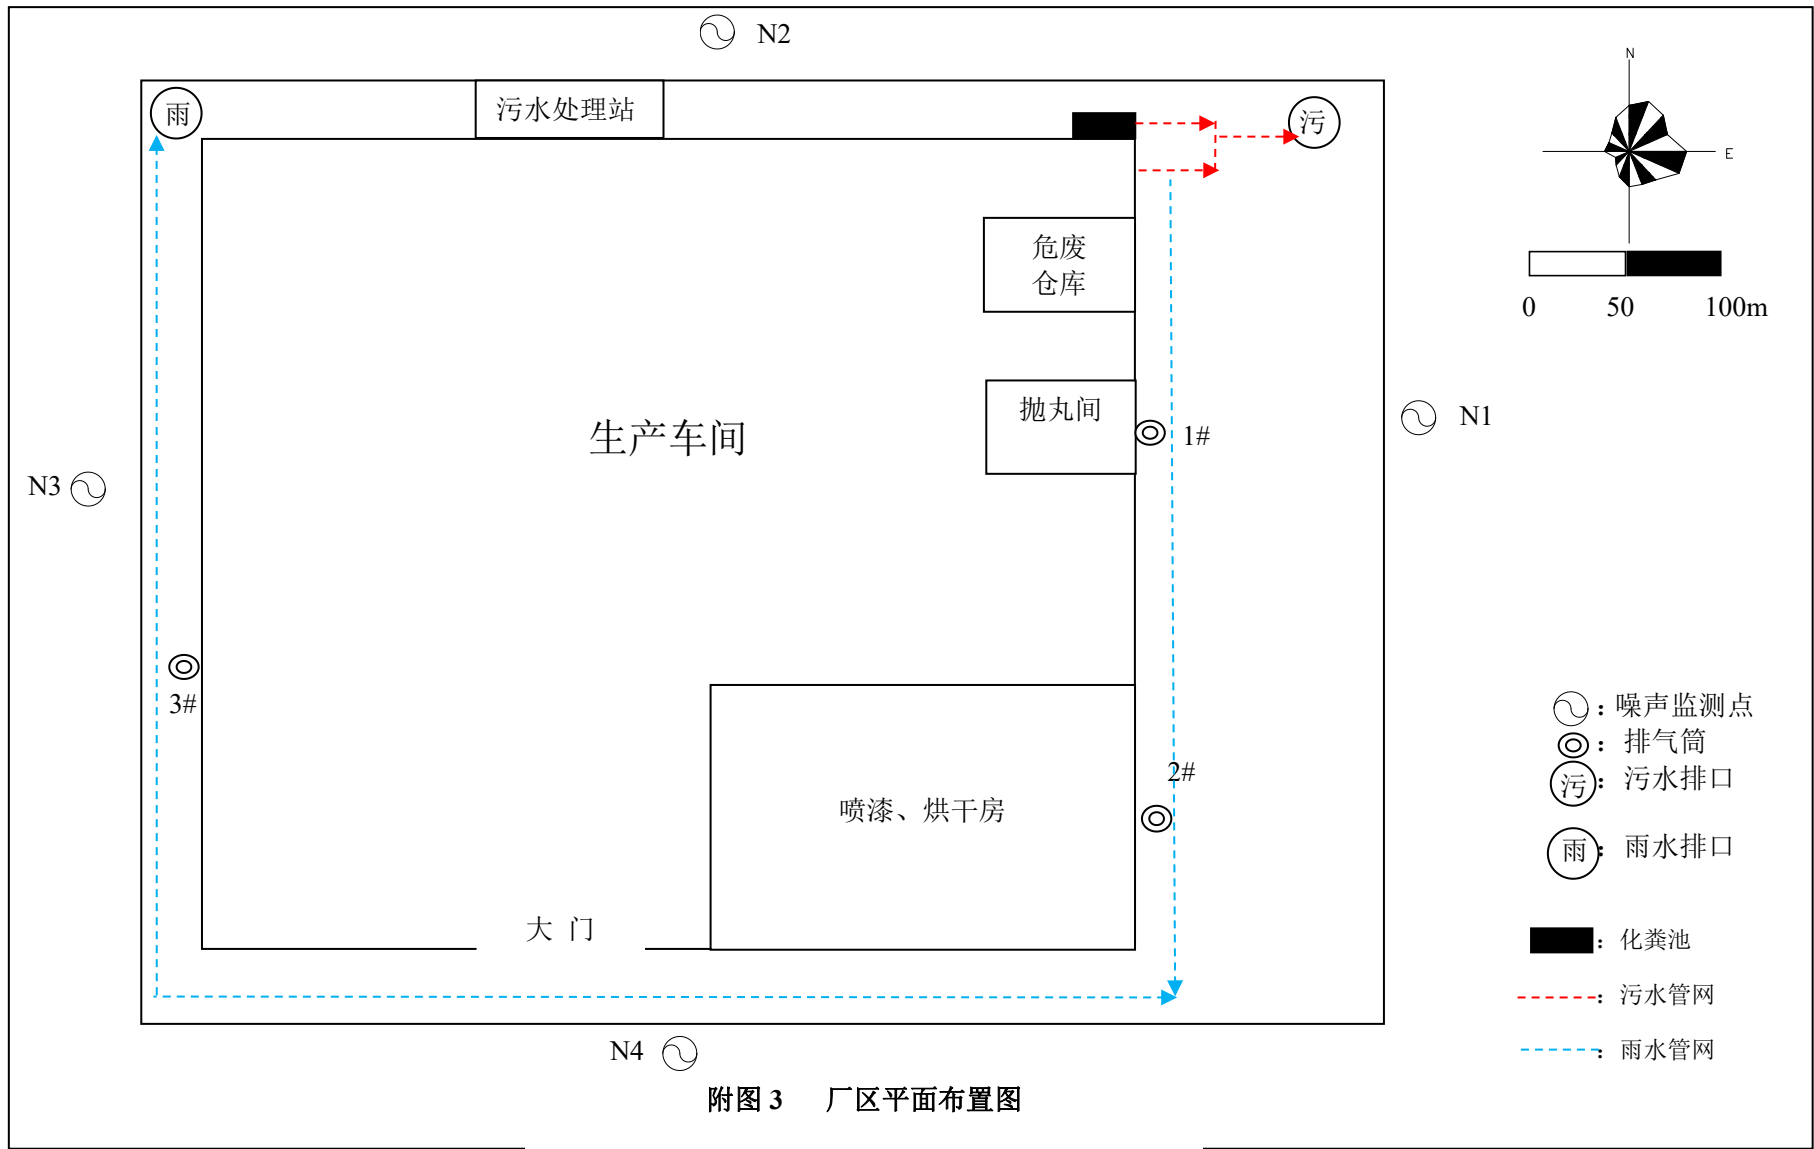 N2
N
雨
污水处理站
污
E
危废
仓库
0 50 100m
抛丸间
生产车间
1#
N1
N3
3#
:噪声监测点
:排气筒
2#
污:污水排口
喷漆、烘干房
雨:雨水排口
大 门
:化粪池
:污水管网
N4
:雨水管网
附图 3 厂区平面布置图